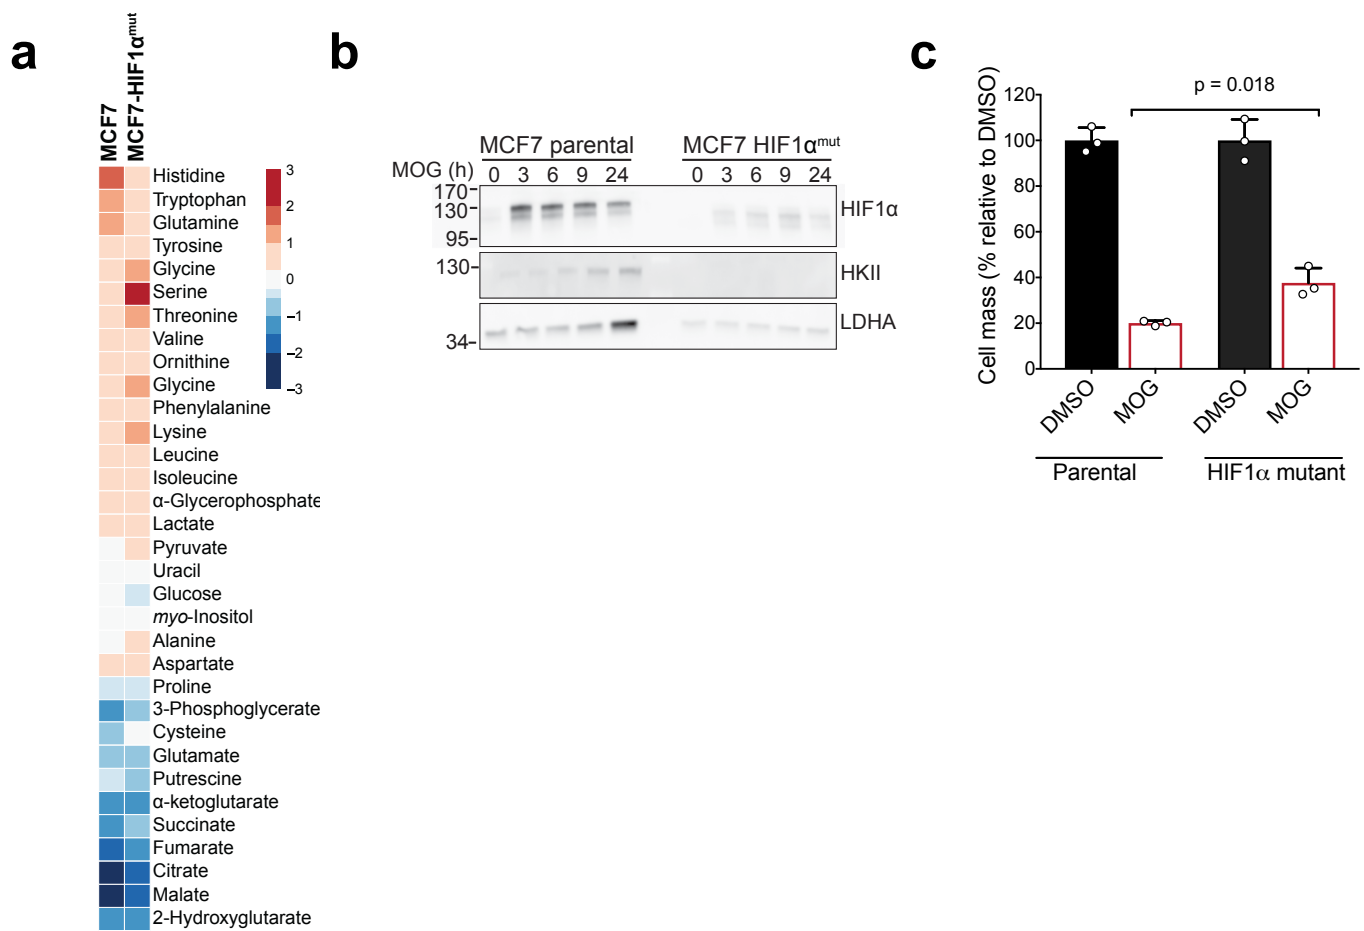 a
MCF7
MCF7-HIF1α^mut
Histidine
Tryptophan
Glutamine
Tyrosine
Glycine
Serine
Threonine
Valine
Ornithine
Glycine
Phenylalanine
Lysine
Leucine
Isoleucine
α-Glycerophosphate
Lactate
Pyruvate
Uracil
Glucose
myo-Inositol
Alanine
Aspartate
Proline
3-Phosphoglycerate
Cysteine
Glutamate
Putrescine
α-ketoglutarate
Succinate
Fumarate
Citrate
Malate
2-Hydroxyglutarate
3
2
1
0
–1
–2
–3
b
MCF7 parental MCF7 HIF1α^mut
MOG (h) 0 3 6 9 24 0 3 6 9 24
170-
130-
95-
HIF1α
130-
HKII
34-
LDHA
c
p = 0.018
Cell mass (% relative to DMSO)
120
100
80
60
40
20
0
DMSO MOG DMSO MOG
Parental HIF1α mutant